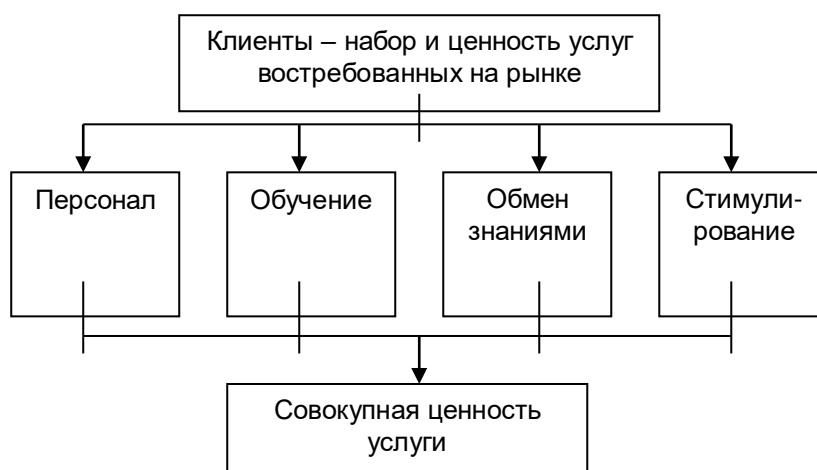 Клиенты – набор и ценность услуг
востребованных на рынке
Персонал
Обучение
Обмен
знаниями
Стимули-
рование
Совокупная ценность
услуги